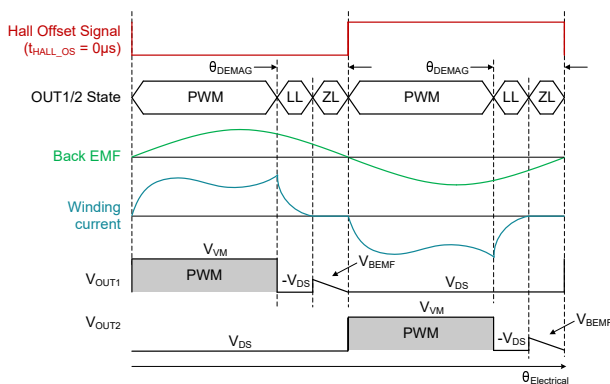 Hall Offset Signal
(tHALL_OS = 0µs)
θDEMAG
θDEMAG
OUT1/2 State
PWM
LL
ZL
PWM
LL
ZL
Back EMF
Winding
current
VVM
VBEMF
VOUT1
PWM
-VDS
VDS
VVM
VBEMF
VOUT2
VDS
PWM
-VDS
θElectrical